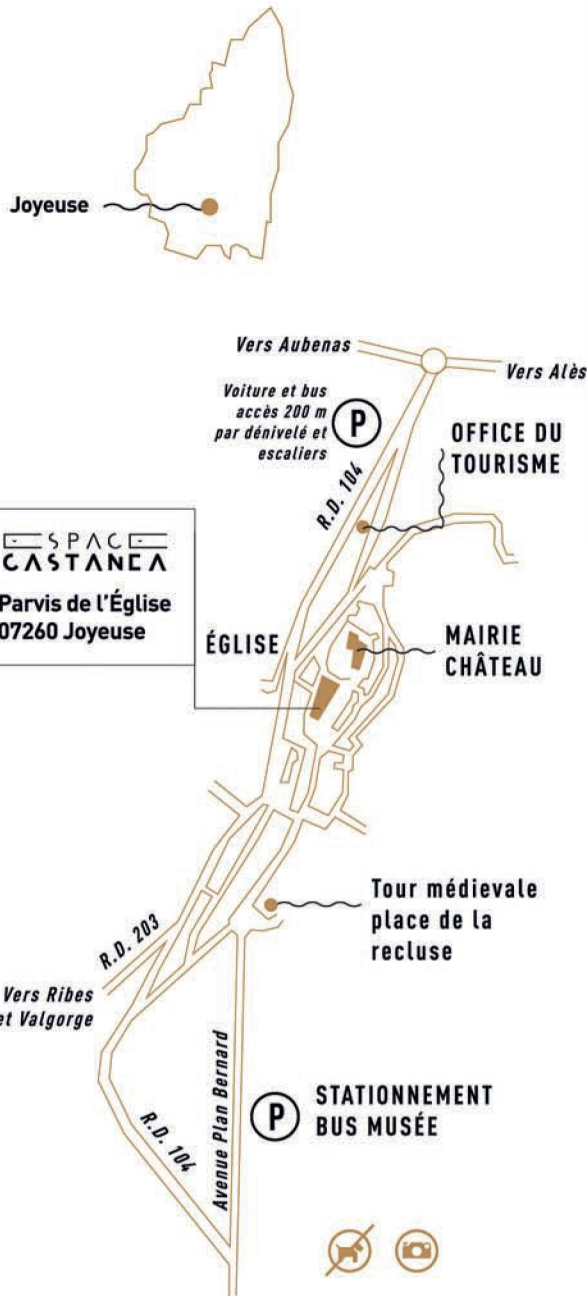 Joyeuse
Vers Aubenas
Vers Alès
Voiture et bus
accès 200 m
par dénivelé et
escaliers
P
OFFICE DU
TOURISME
R.D. 104
ESPACE
CASTANEA
Parvis de l'Église
07260 Joyeuse
ÉGLISE
MAIRIE
CHÂTEAU
Tour médievale
place de la
recluse
R.D. 203
Vers Ribes
et Valgorge
Avenue Plan Bernard
P
STATIONNEMENT
BUS MUSÉE
R.D. 104